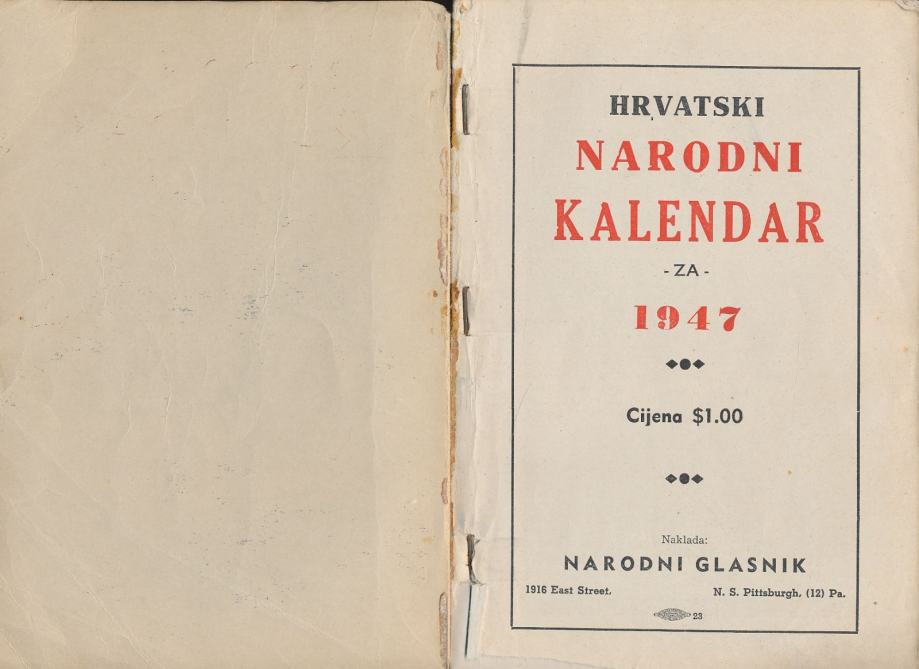 HRVATSKI
NARODNI
KALENDAR
- ZA -
1947
Cijena $1.00
Naklada:
NARODNI GLASNIK
1916 East Street. N. S. Pittsburgh, (12) Pa.
23